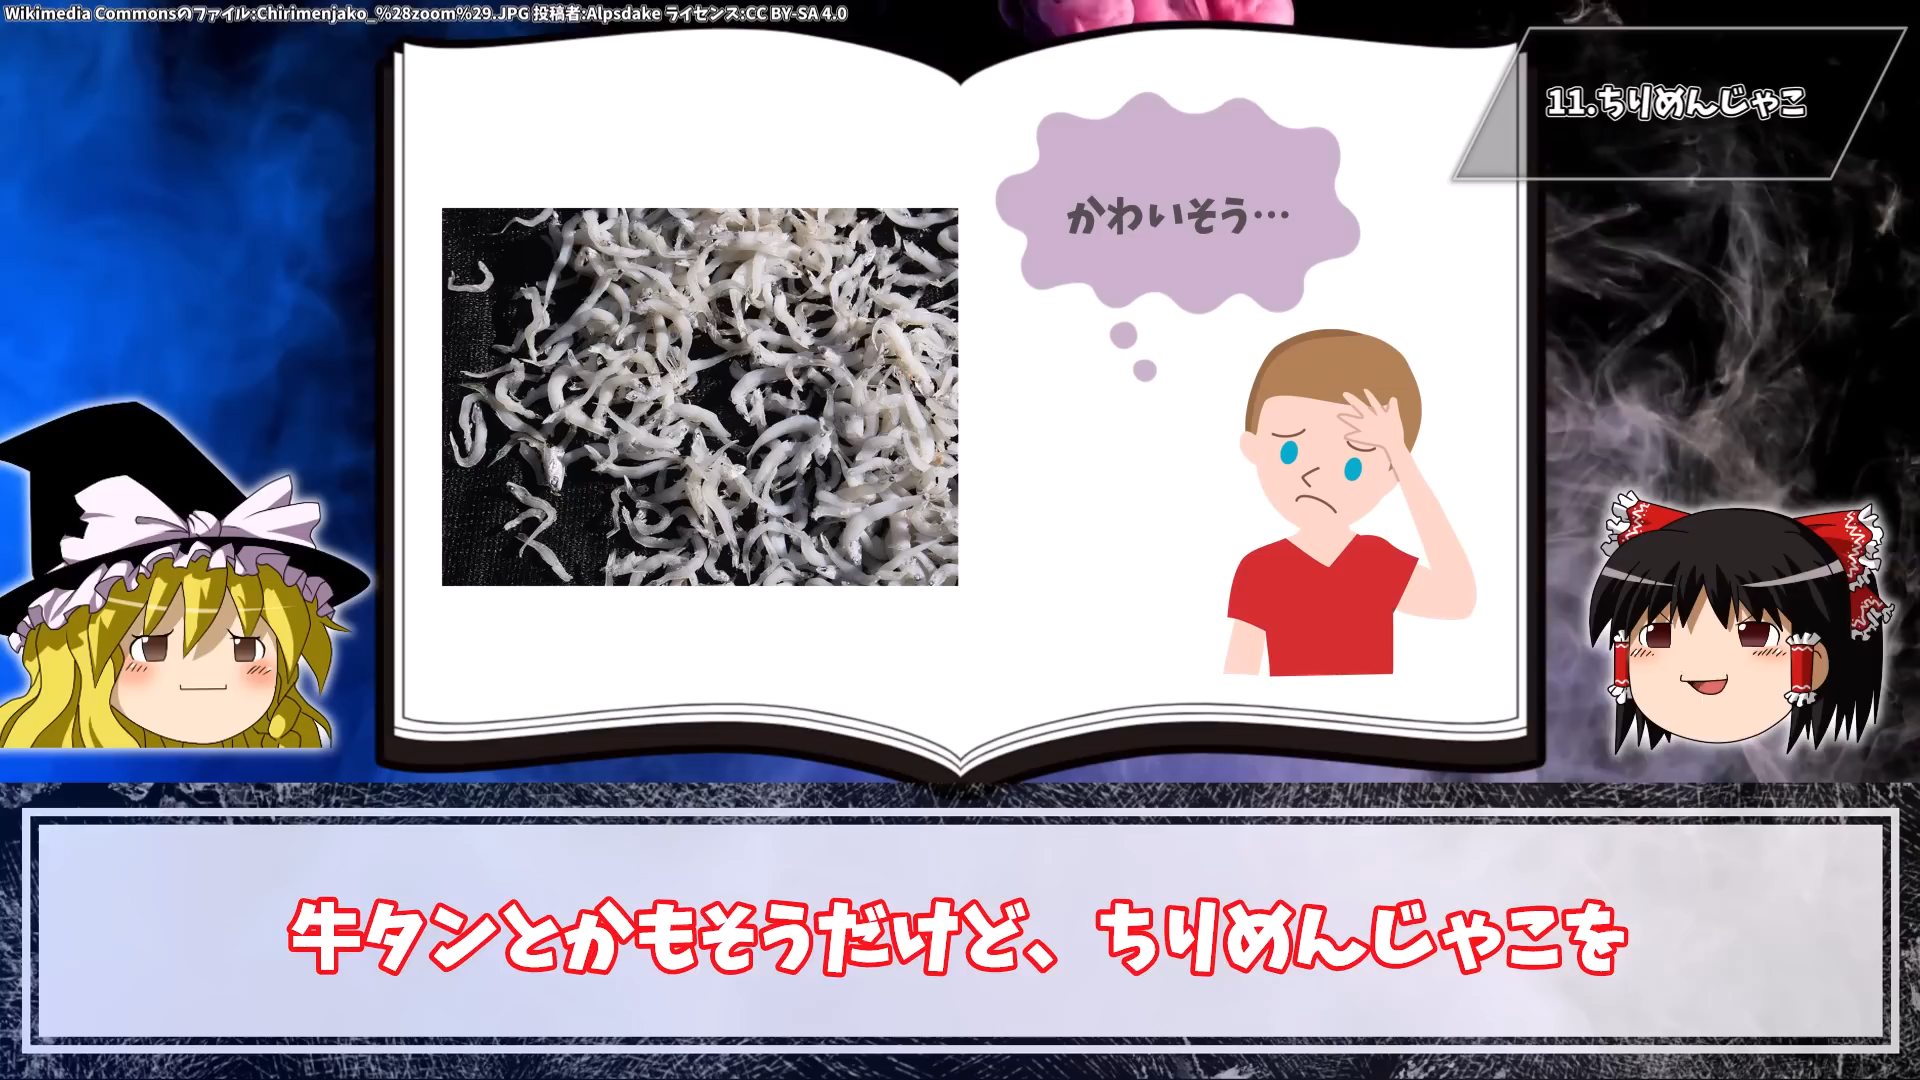 Wikimedia Commonsのファイル:Chirimenjako_%28zoom%29.JPG 投稿者:Alpsdake ライセンス:CC BY-SA 4.0
11.ちりめんじゃこ
かわいそう…
牛タンとかもそうだけど、ちりめんじゃこを